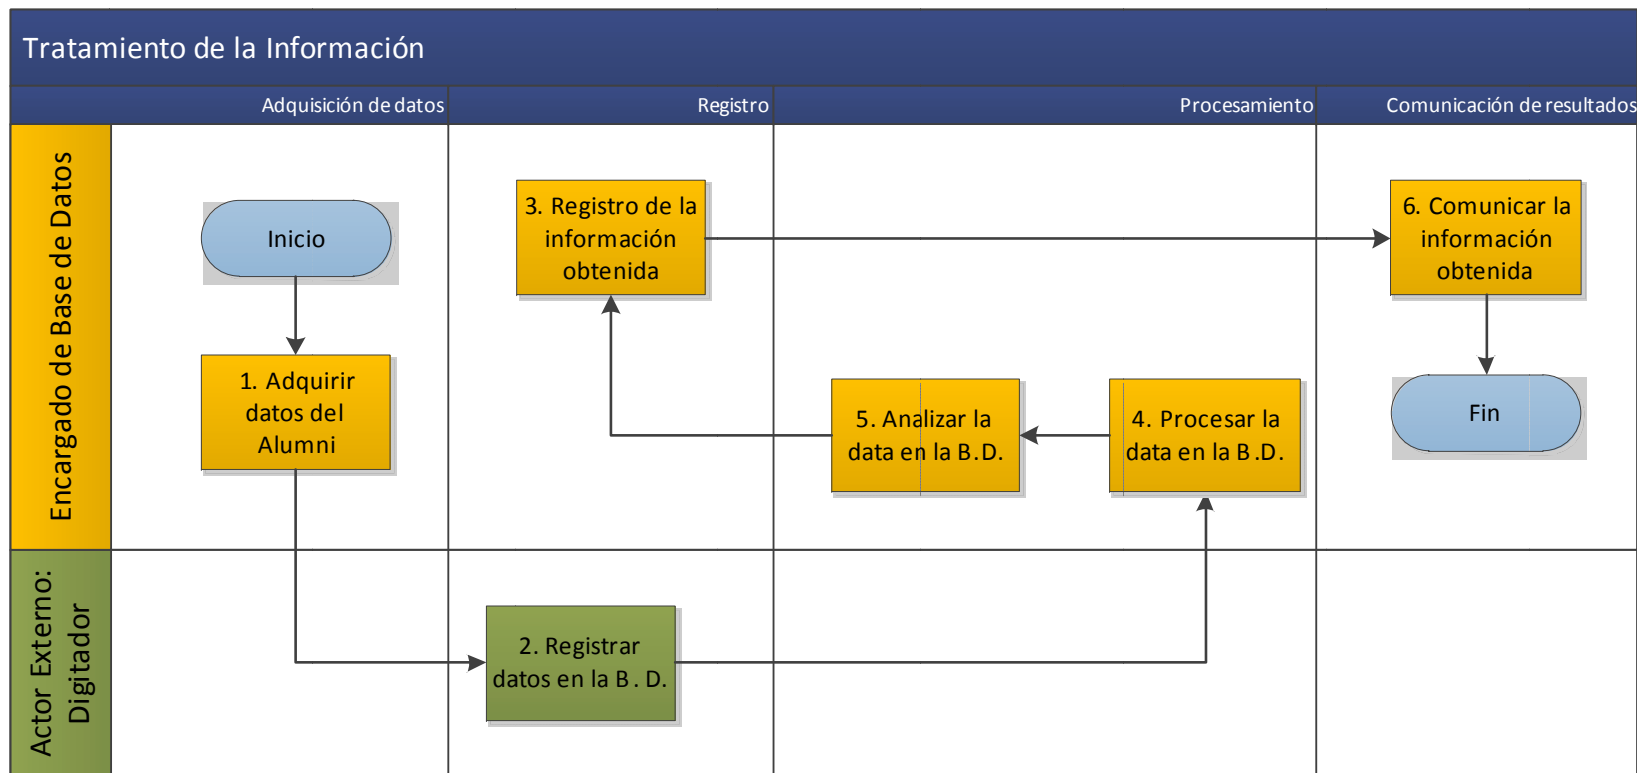 Tratamiento de la Información
Adquisición de datos
Registro
Procesamiento
Comunicación de resultados
Encargado de Base de Datos
Inicio
1. Adquirir
datos del
Alumni
3. Registro de la
información
obtenida
5. Analizar la
data en la B.D.
4. Procesar la
data en la B.D.
6. Comunicar la
información
obtenida
Fin
Actor Externo:
Digitador
2. Registrar
datos en la B. D.